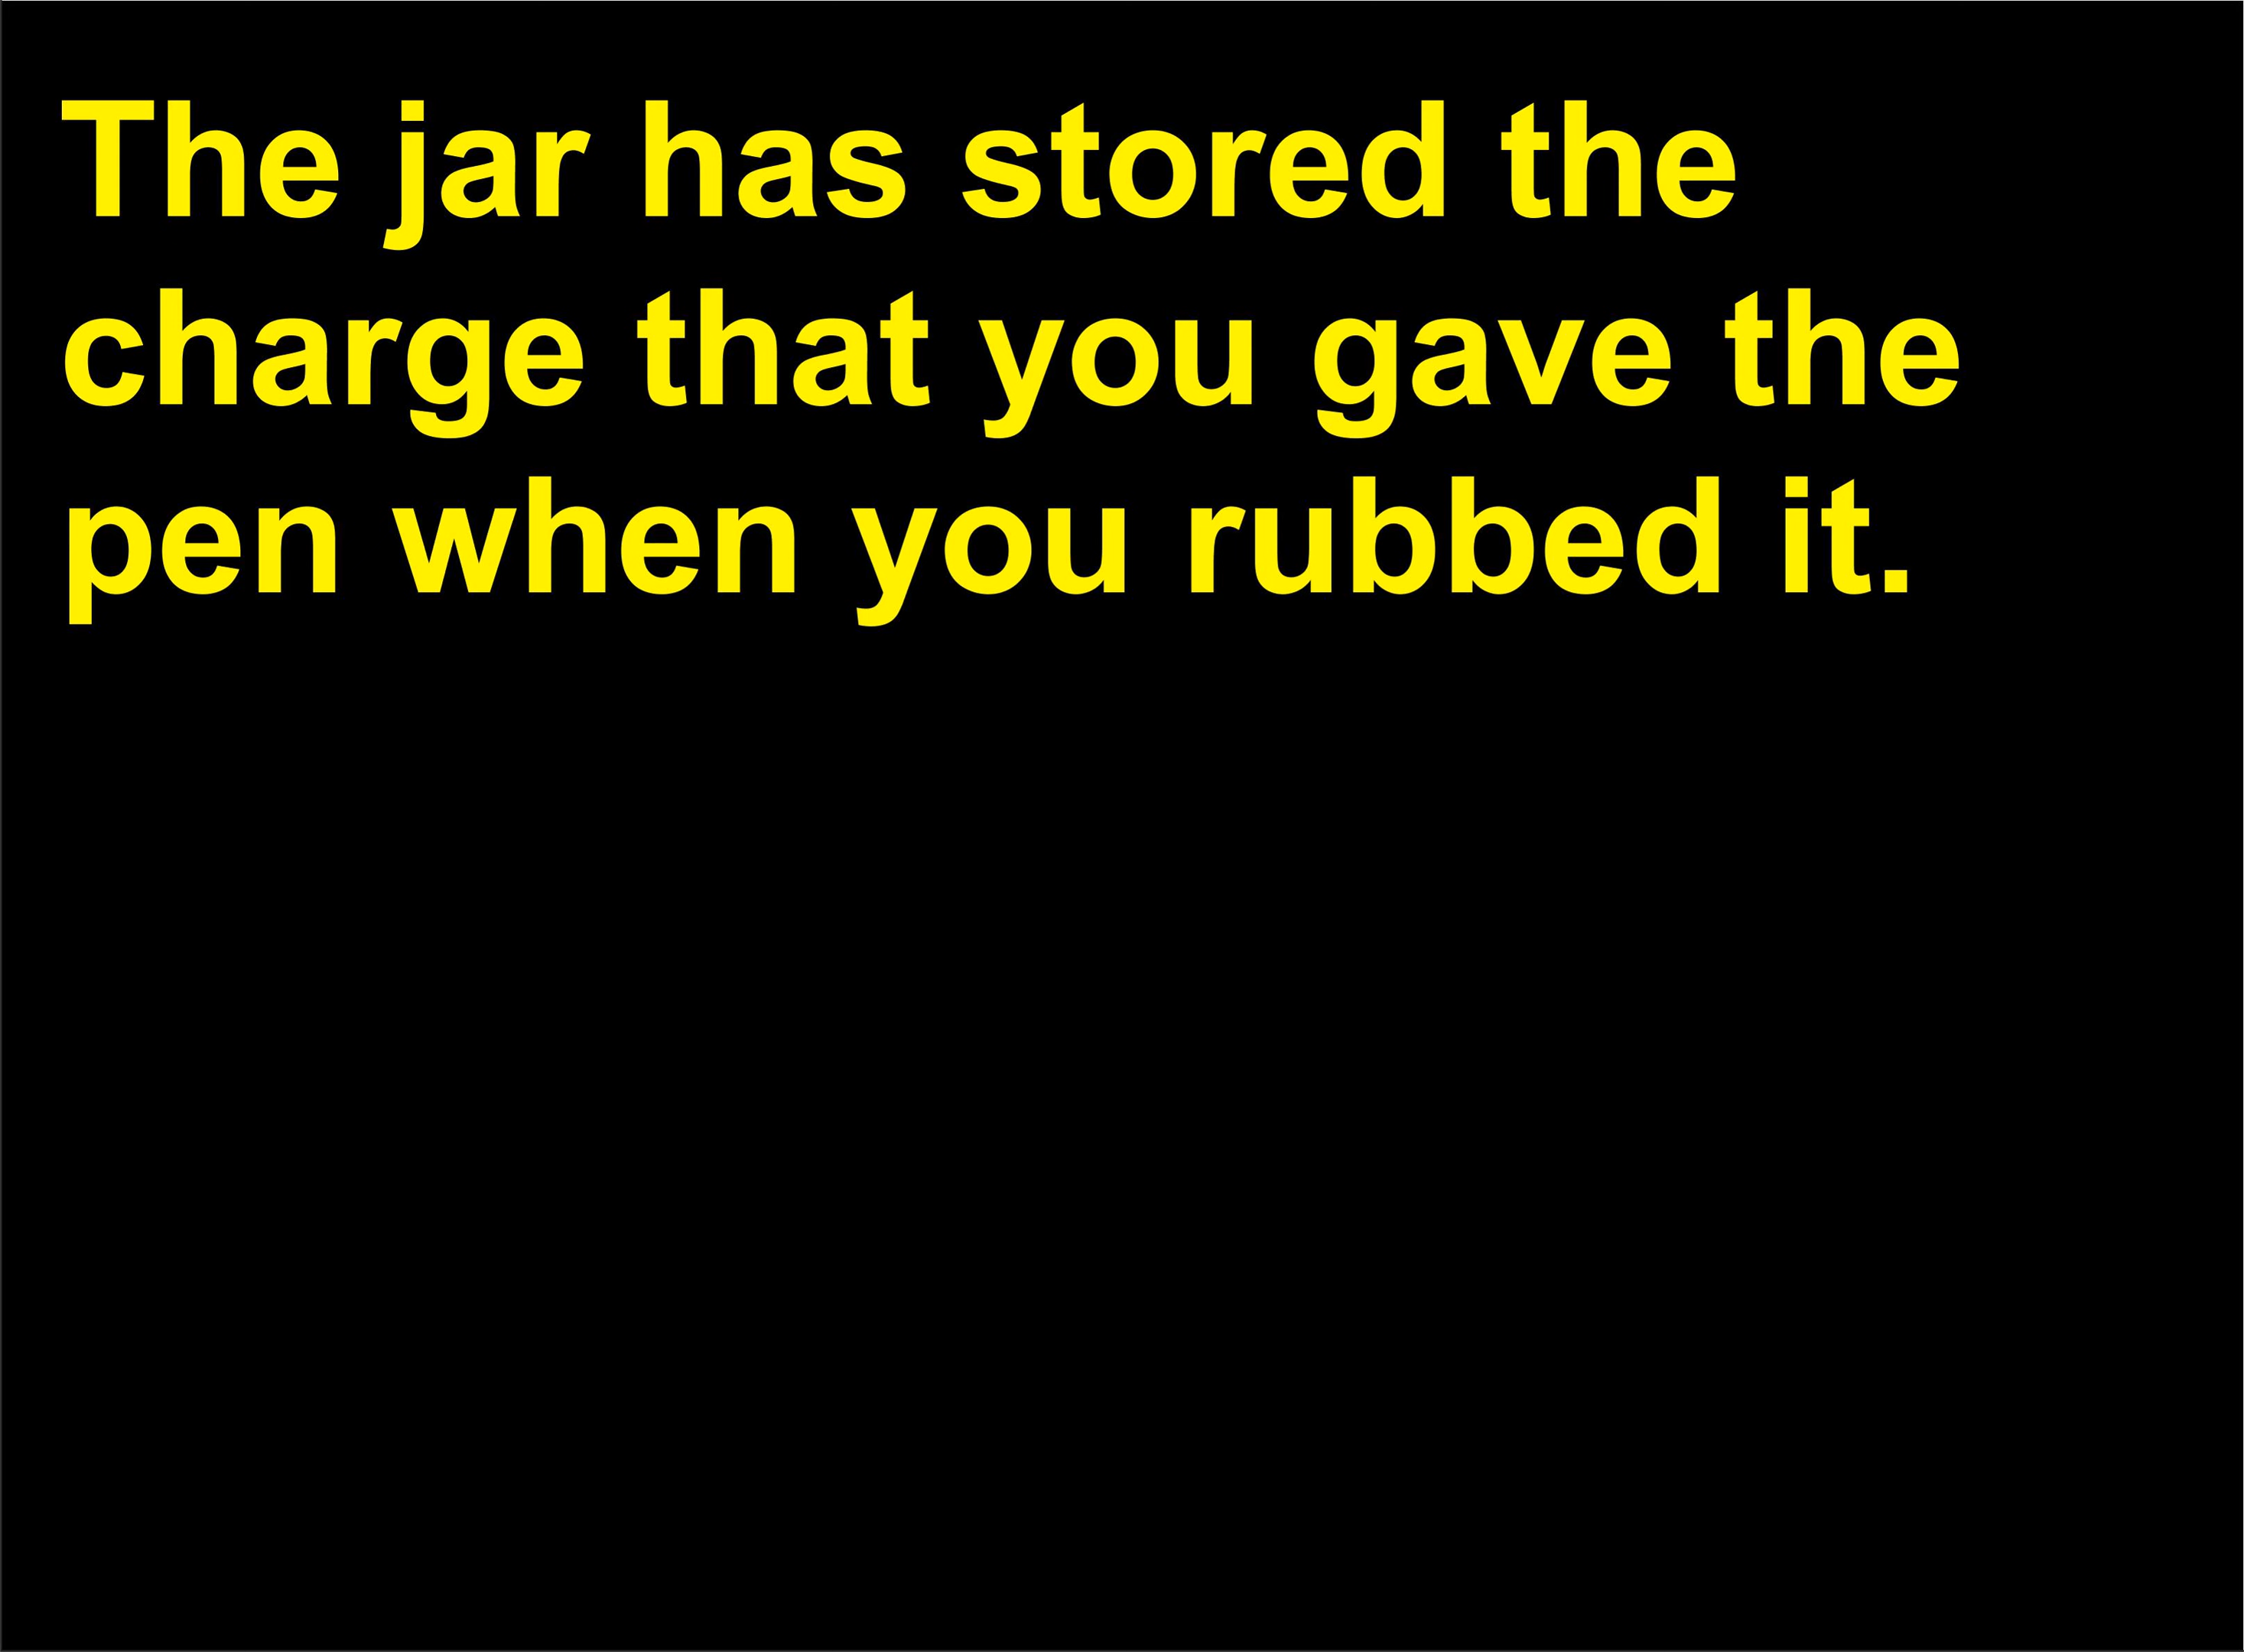 The jar has stored the
charge that you gave the
pen when you rubbed it.